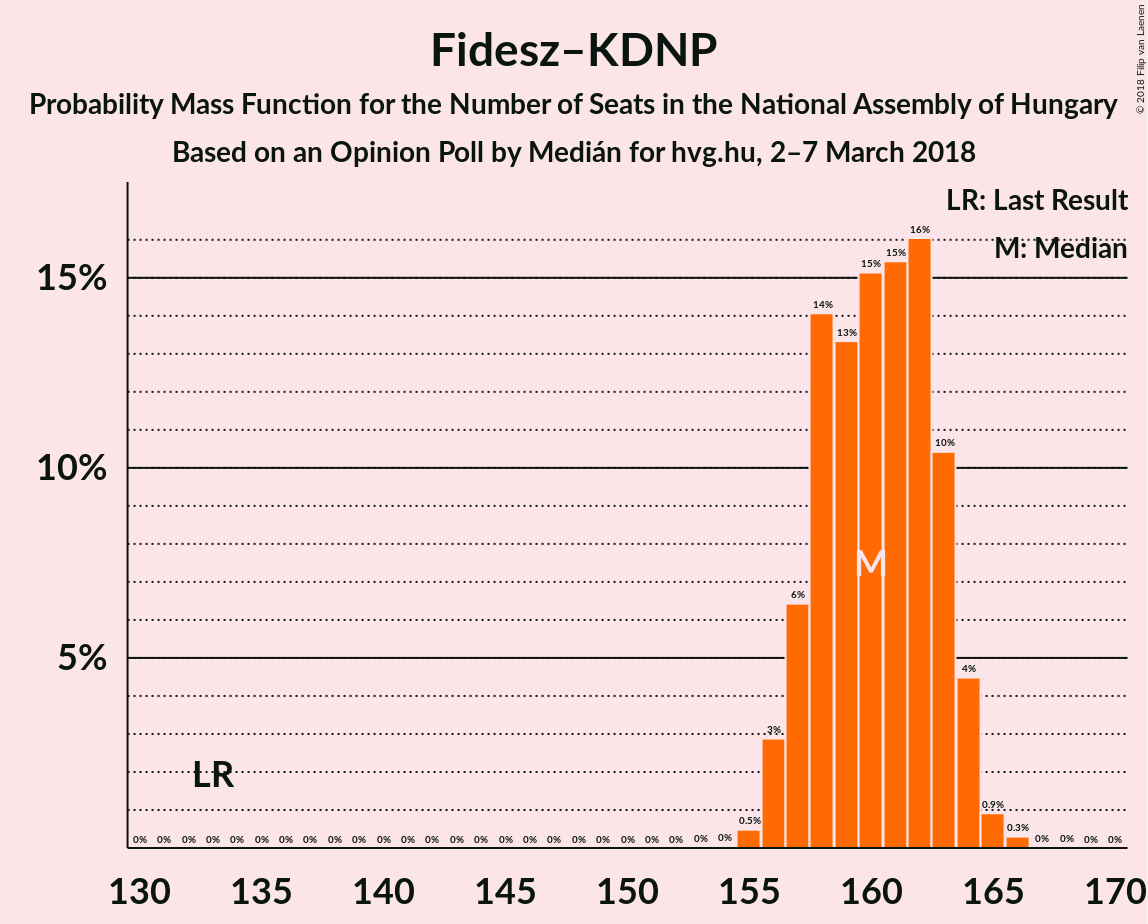 Fidesz–KDNP
Probability Mass Function for the Number of Seats in the National Assembly of Hungary
Based on an Opinion Poll by Medián for hvg.hu, 2–7 March 2018
© 2018 Filip van Laenen
LR: Last Result
M: Median
15%
10%
5%
0% 0% 0% 0% 0% 0% 0% 0% 0% 0% 0% 0% 0% 0% 0% 0% 0% 0% 0% 0% 0% 0% 0% 0% 0% 0.5% 3% 6% 14% 13% 15% 15% 16% 10% 4% 0.9% 0.3% 0% 0% 0% 0%
LR
M
130 135 140 145 150 155 160 165 170